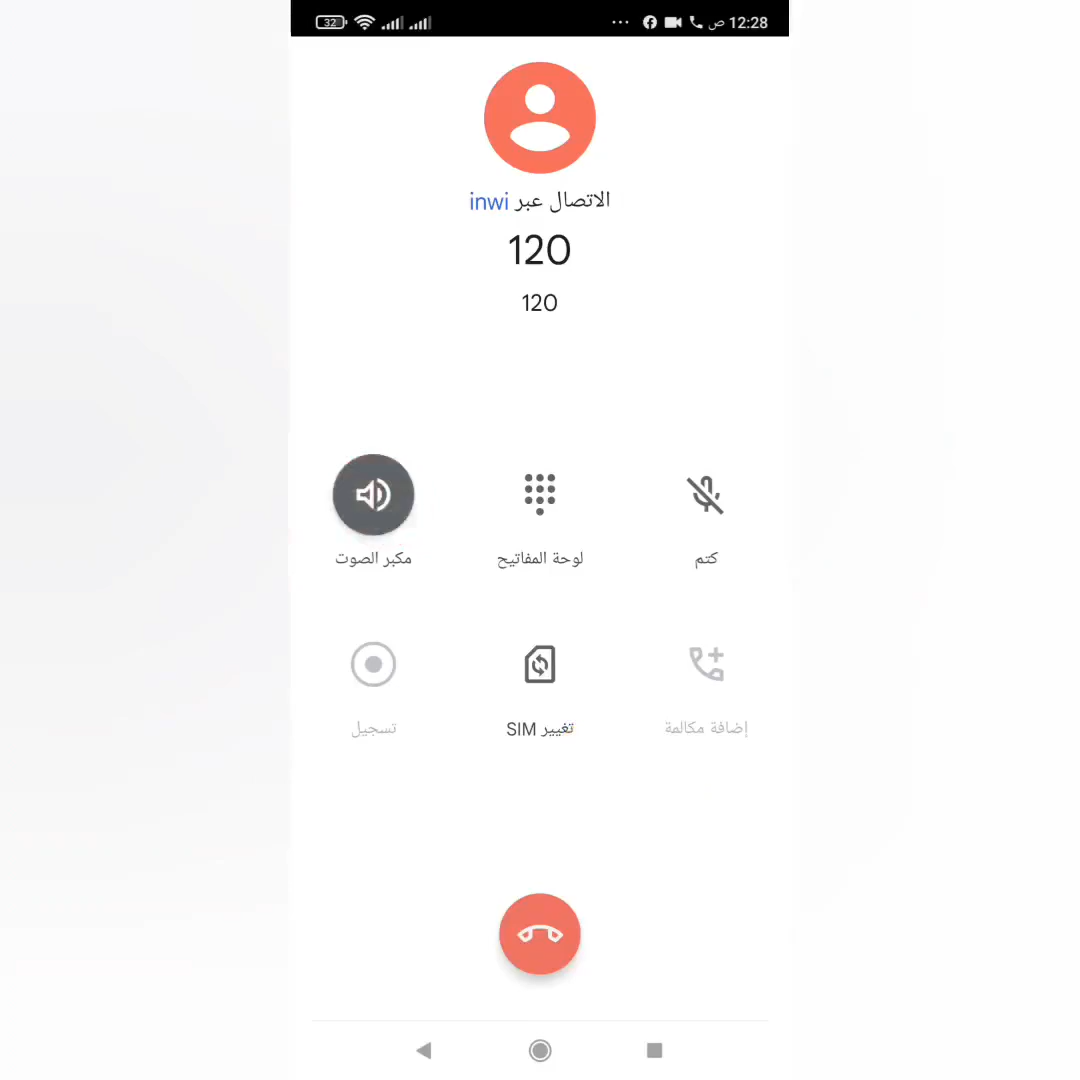 32 ... ص 12:28
الاتصال عبر inwi
120
120
كتم
لوحة المفاتيح
مكبر الصوت
إضافة مكالمة
تغيير SIM
تسجيل